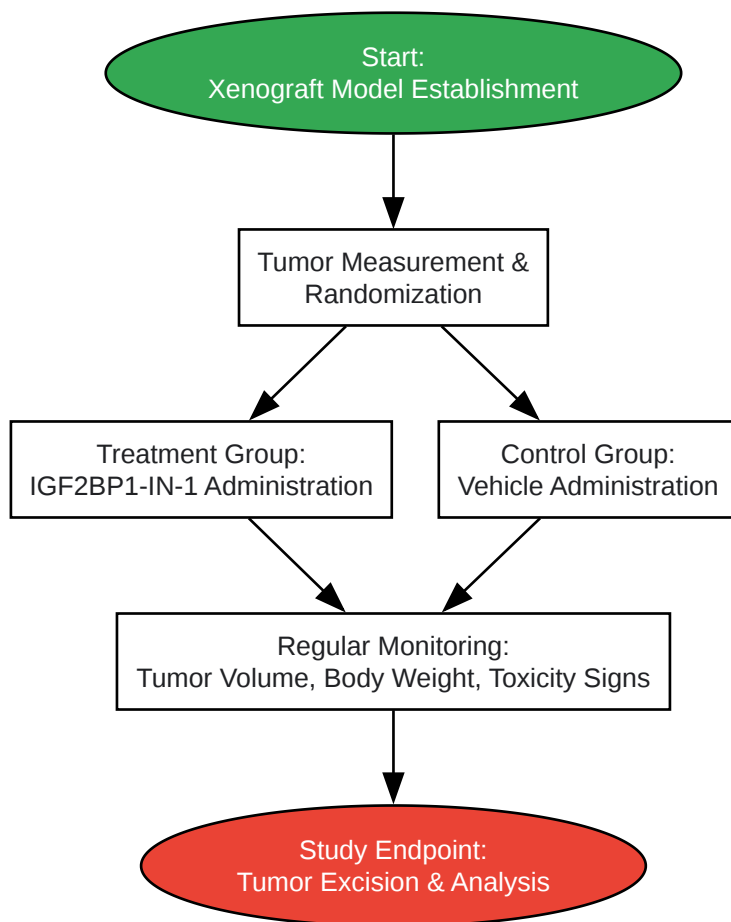 Start:
Xenograft Model Establishment
Tumor Measurement &
Randomization
Treatment Group:
IGF2BP1-IN-1 Administration
Control Group:
Vehicle Administration
Regular Monitoring:
Tumor Volume, Body Weight, Toxicity Signs
Study Endpoint:
Tumor Excision & Analysis